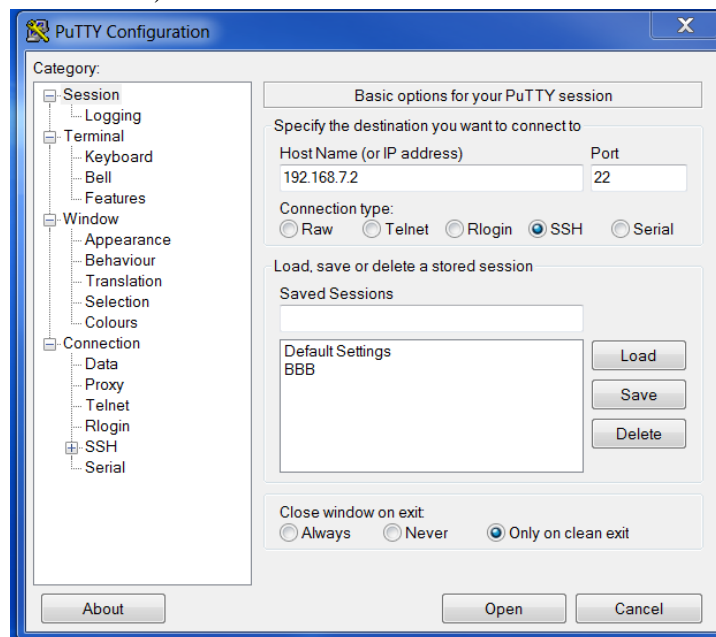 PuTTY Configuration
X
Category:
Session
Logging
Terminal
Keyboard
Bell
Features
Window
Appearance
Behaviour
Translation
Selection
Colours
Connection
Data
Proxy
Telnet
Rlogin
SSH
Serial
Basic options for your PuTTY session
Specify the destination you want to connect to
Host Name (or IP address) Port
192.168.7.2 22
Connection type:
Raw Telnet Rlogin SSH Serial
Load, save or delete a stored session
Saved Sessions
Default Settings
BBB
Load
Save
Delete
Close window on exit:
Always Never Only on clean exit
About Open Cancel